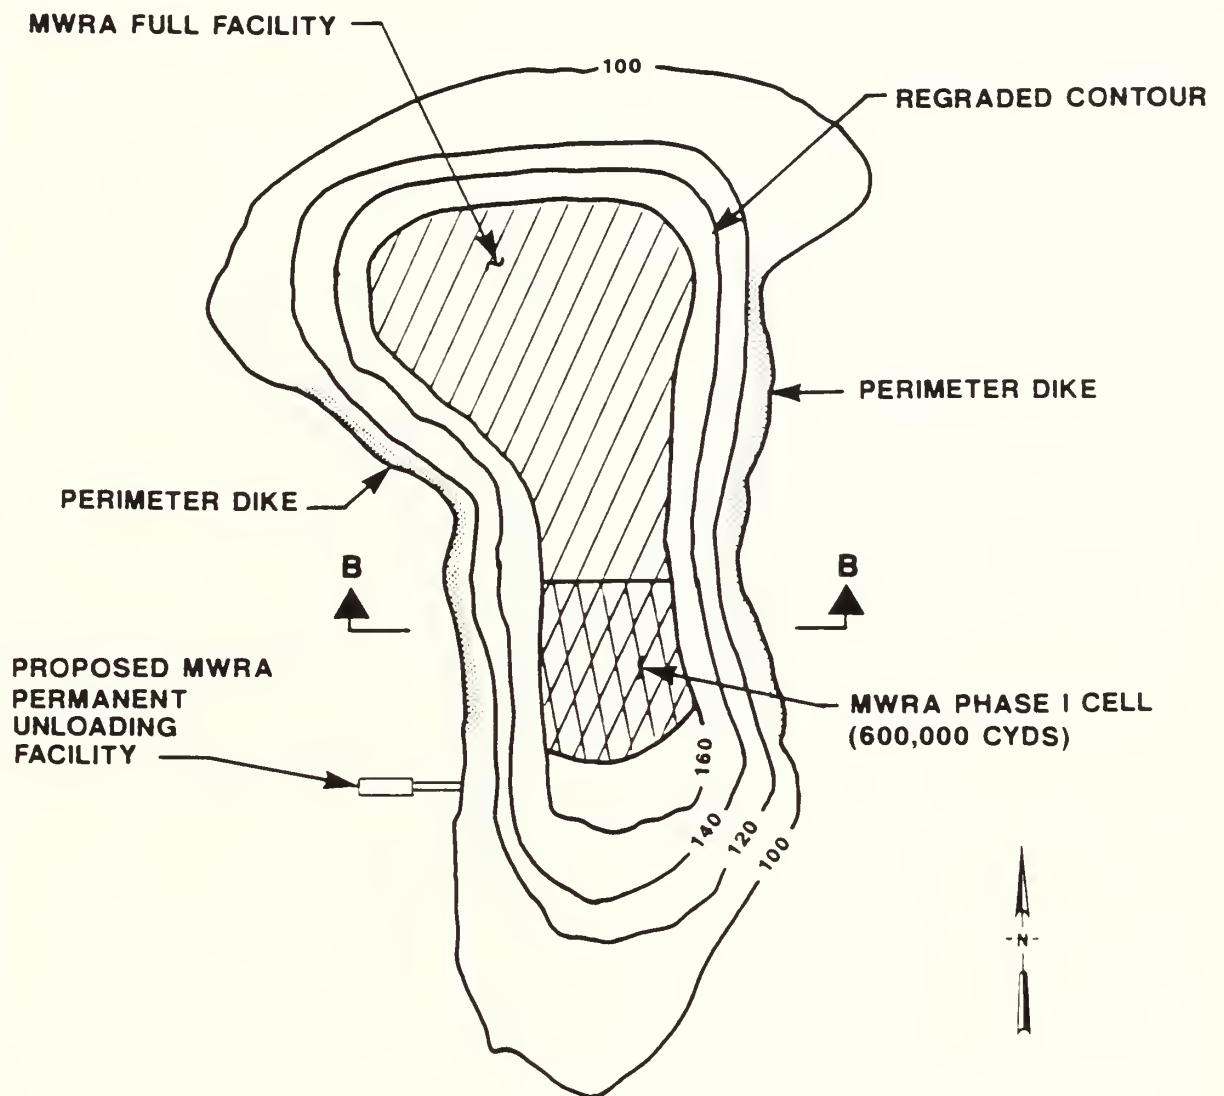 MWRA FULL FACILITY
100
REGRADED CONTOUR
PERIMETER DIKE
PERIMETER DIKE
B
B
PROPOSED MWRA
PERMANENT
UNLOADING
FACILITY
MWRA PHASE I CELL
(600,000 CYDS)
160
140
120
100
N